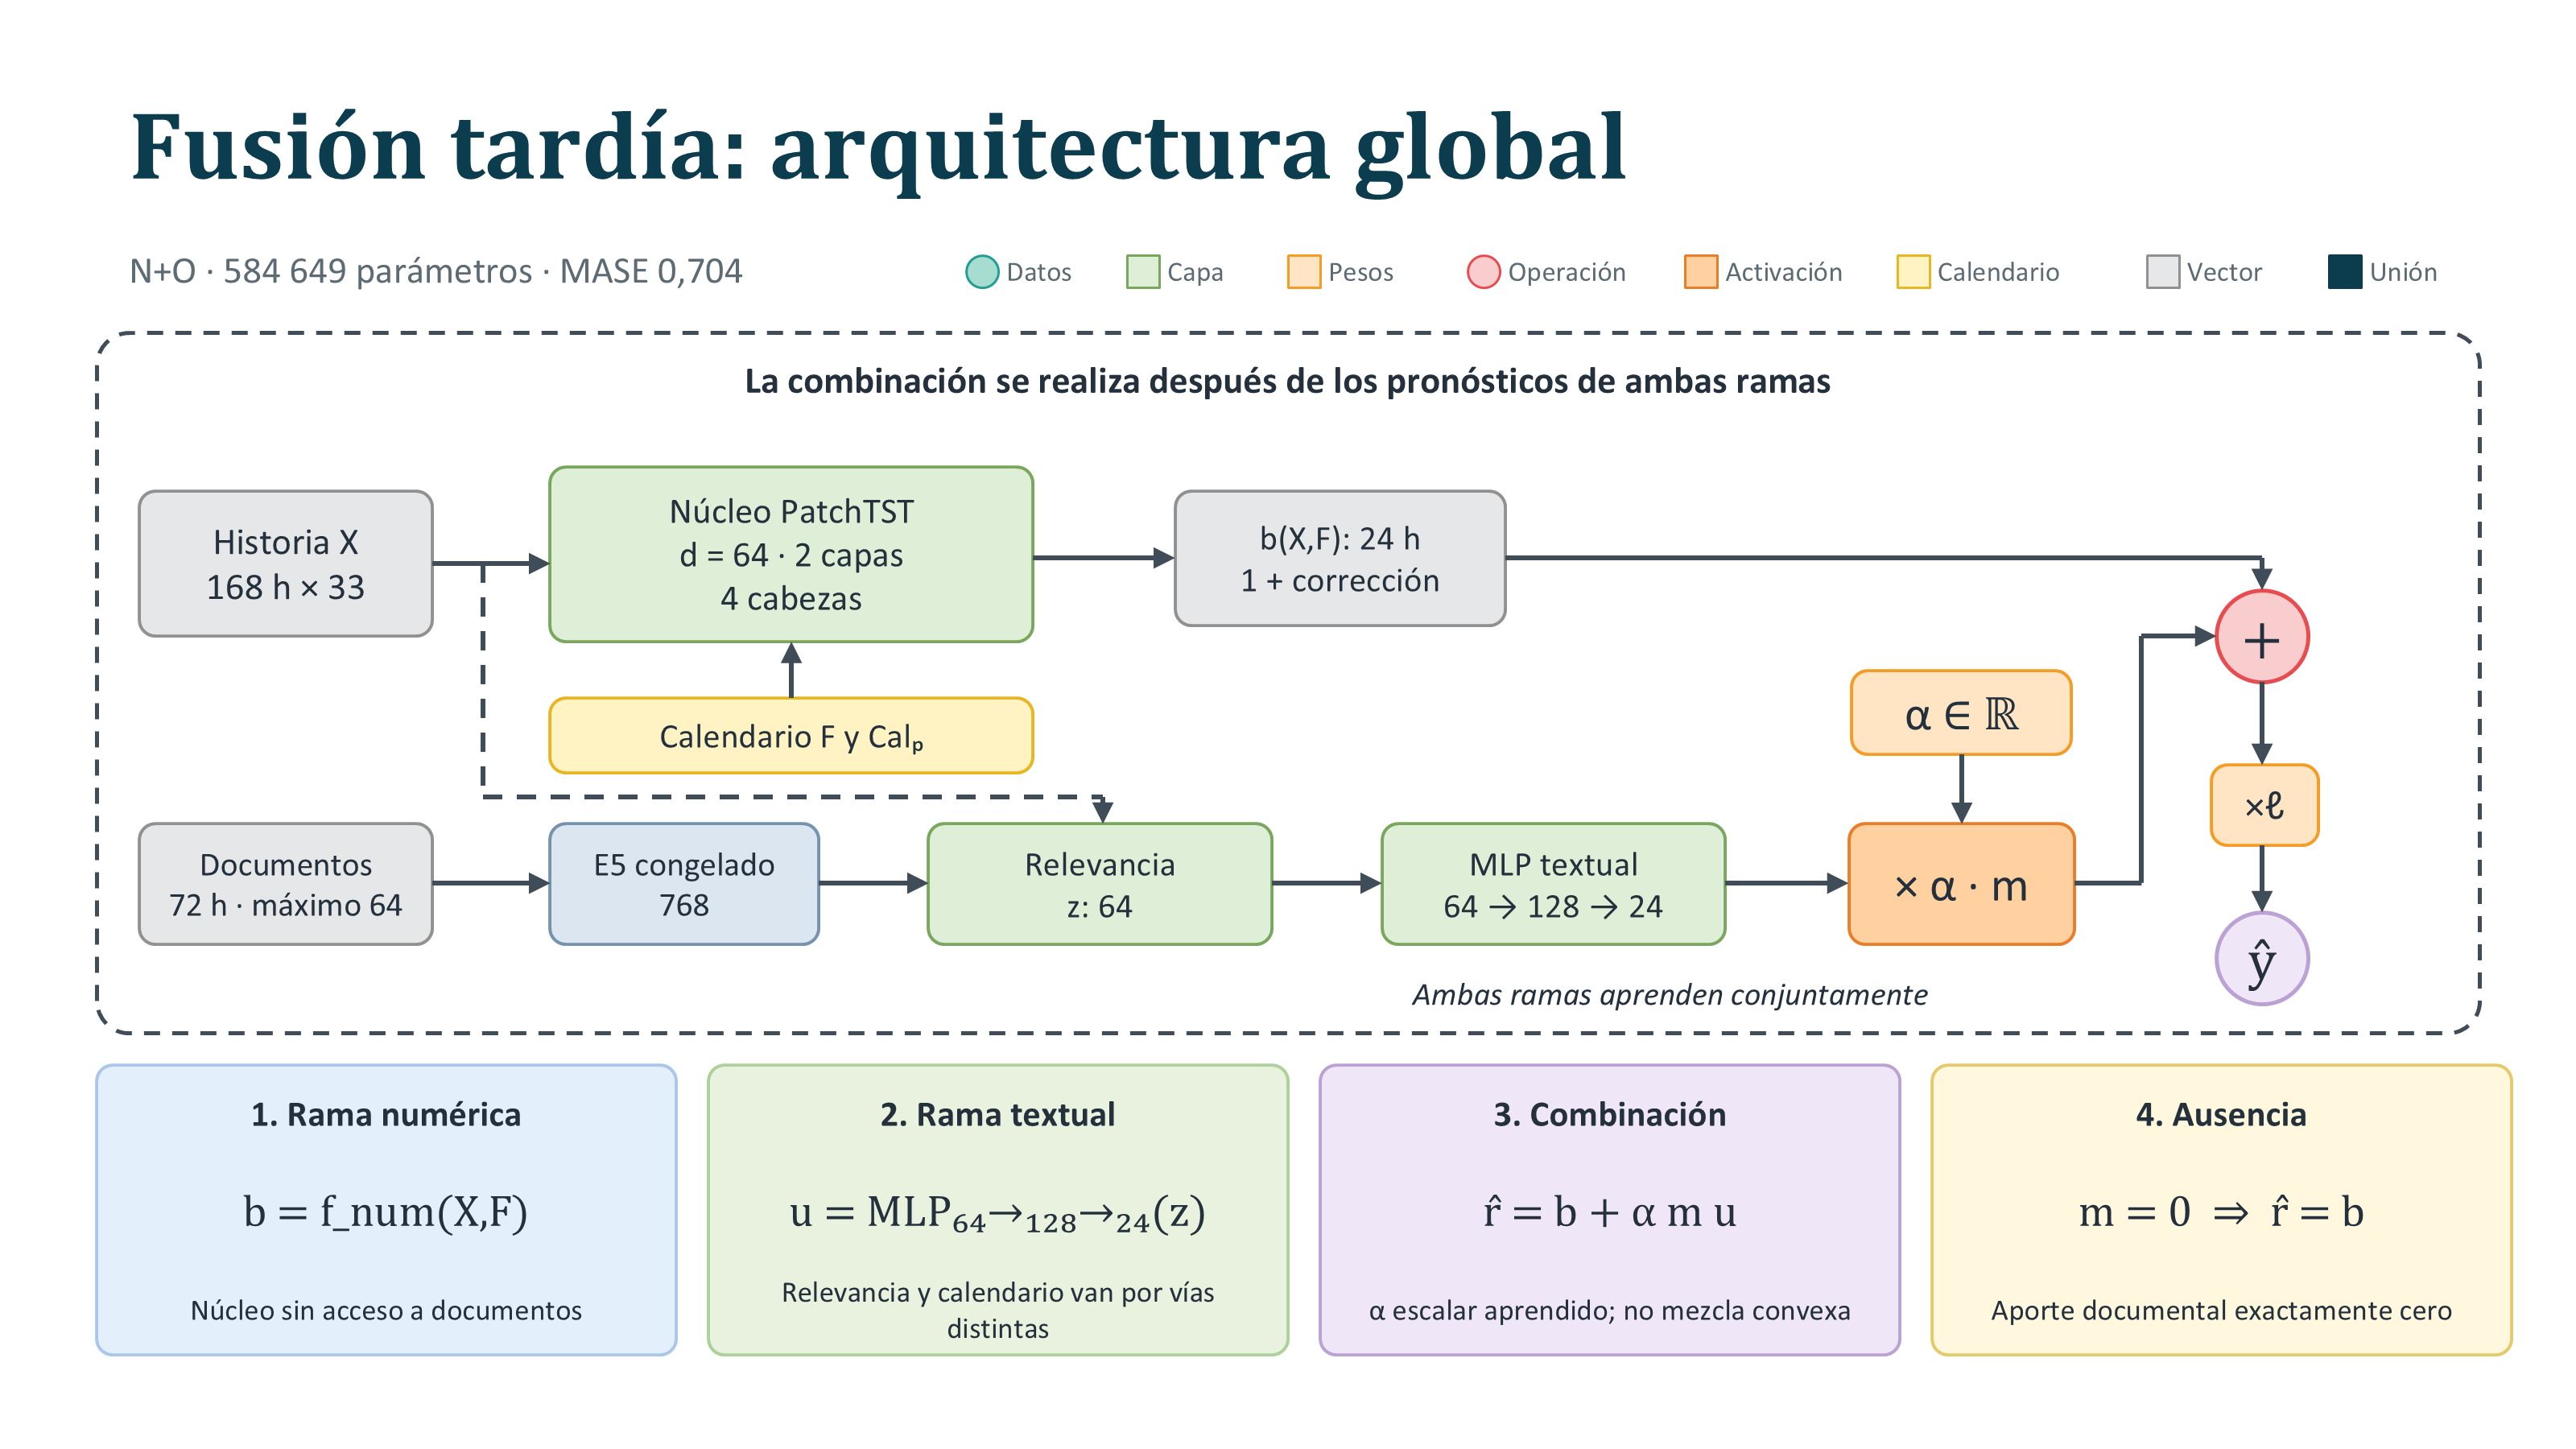 Fusión tardía: arquitectura global
N+O · 584 649 parámetros · MASE 0,704
Datos
Capa
Pesos
Operación
Activación
Calendario
Vector
Unión
La combinación se realiza después de los pronósticos de ambas ramas
Historia X
168 h × 33
Núcleo PatchTST
d = 64 · 2 capas
4 cabezas
b(X,F): 24 h
1 + corrección
+
Calendario F y Calₚ
α ∈ ℝ
×ℓ
Documentos
72 h · máximo 64
E5 congelado
768
Relevancia
z: 64
MLP textual
64 → 128 → 24
× α · m
ŷ
Ambas ramas aprenden conjuntamente
1. Rama numérica
b = f_num(X,F)
Núcleo sin acceso a documentos
2. Rama textual
u = MLP₆₄→₁₂₈→₂₄(z)
Relevancia y calendario van por vías
distintas
3. Combinación
r̂ = b + α m u
α escalar aprendido; no mezcla convexa
4. Ausencia
m = 0 ⇒ r̂ = b
Aporte documental exactamente cero